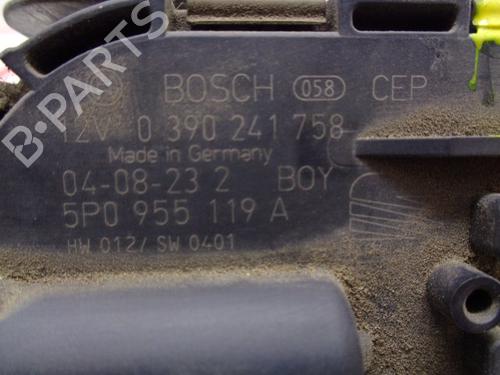 BOSCH 058 CEP
12V 0 390 241 758
Made in Germany
04-08-23 2 BOY
5P0 955 119 A
HW 012/ SW 0401
B-PARTS